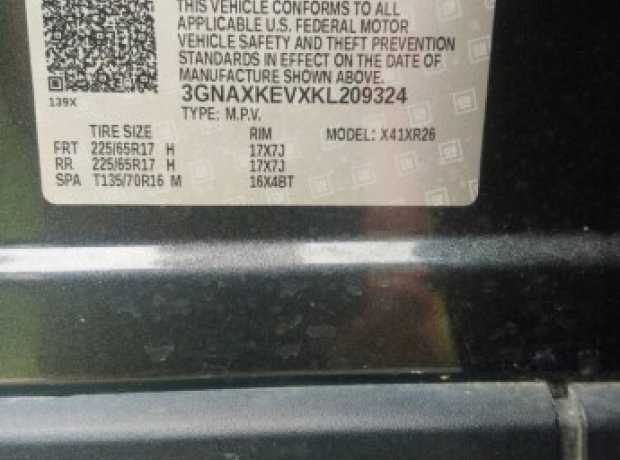 THIS VEHICLE CONFORMS TO ALL
APPLICABLE U.S. FEDERAL MOTOR
VEHICLE SAFETY AND THEFT PREVENTION
STANDARDS IN EFFECT ON THE DATE OF
MANUFACTURE SHOWN ABOVE.
139X
3GNAXKEVXKL209324
TYPE: M.P.V.
TIRE SIZE RIM MODEL: X41XR26
FRT 225/65R17 H 17X7J
RR 225/65R17 H 17X7J
SPA T135/70R16 M 16X4BT